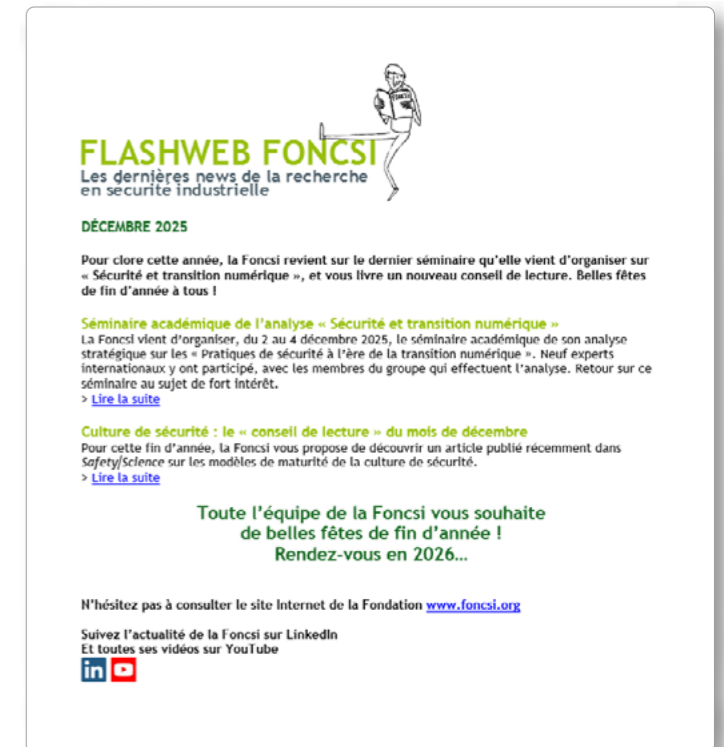 FONCSI
FLASHWEB FONCSI
Les dernières news de la recherche
en sécurité industrielle
DÉCEMBRE 2025
Pour clore cette année, la Foncsi revient sur le dernier séminaire qu'elle vient d'organiser sur
« Sécurité et transition numérique », et vous livre un nouveau conseil de lecture. Belles fêtes
de fin d'année à tous !
Séminaire académique de l'analyse « Sécurité et transition numérique »
La Foncsi vient d'organiser, du 2 au 4 décembre 2025, le séminaire académique de son analyse
stratégique sur les « Pratiques de sécurité à l'ère de la transition numérique ». Neuf experts
internationaux y ont participé, avec les membres du groupe qui effectuent l'analyse. Retour sur ce
séminaire au sujet de fort intérêt.
> Lire la suite
Culture de sécurité : le « conseil de lecture » du mois de décembre
Pour cette fin d'année, la Foncsi vous propose de découvrir un article publié récemment dans
Safety/Science sur les modèles de maturité de la culture de sécurité.
> Lire la suite
Toute l'équipe de la Foncsi vous souhaite
de belles fêtes de fin d'année !
Rendez-vous en 2026…
N'hésitez pas à consulter le site Internet de la Fondation www.foncsi.org
Suivez l'actualité de la Foncsi sur LinkedIn
Et toutes ses vidéos sur YouTube
in